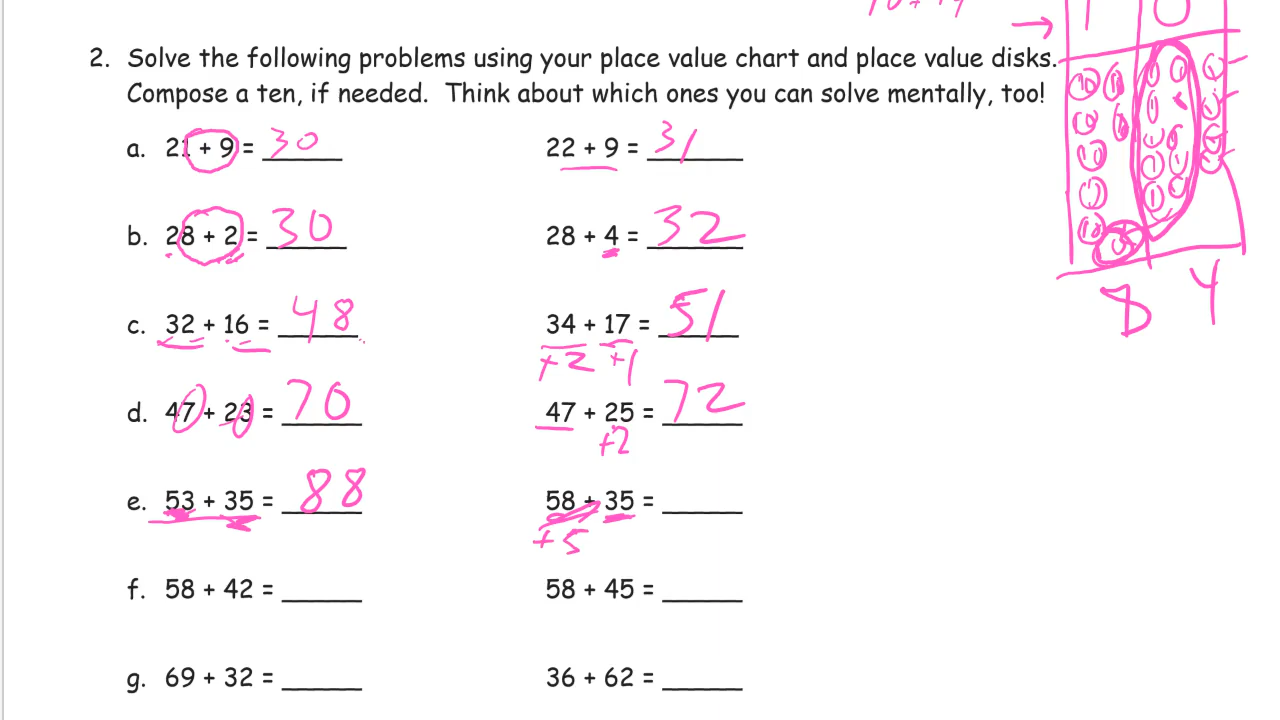 2. Solve the following problems using your place value chart and place value disks.
Compose a ten, if needed. Think about which ones you can solve mentally, too!
a. 21 + 9 = 30
22 + 9 = 31
b. 28 + 2 = 30
28 + 4 = 32
c. 32 + 16 = 48
34 + 17 = 51
+2 +1
d. 47 + 23 = 70
47 + 25 = 72
+2
e. 53 + 35 = 88
58 + 35 = ______
+5
f. 58 + 42 = ______
58 + 45 = ______
g. 69 + 32 = ______
36 + 62 = ______
8 4